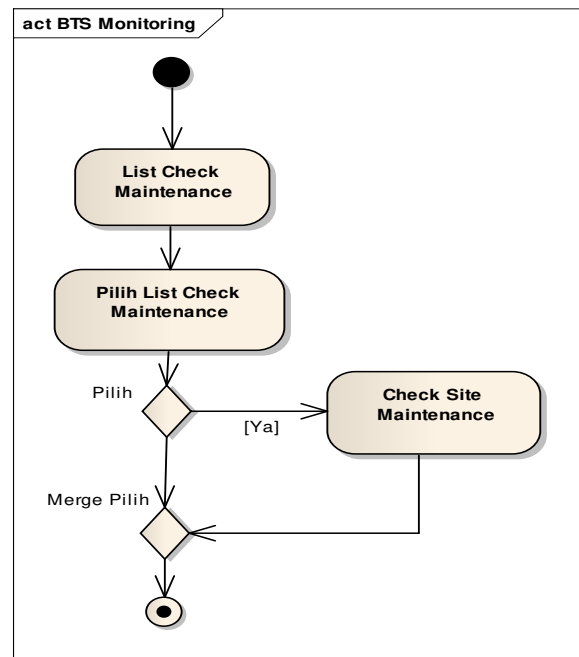 act BTS Monitoring
List Check
Maintenance
Pilih List Check
Maintenance
Pilih
[Ya]
Check Site
Maintenance
Merge Pilih